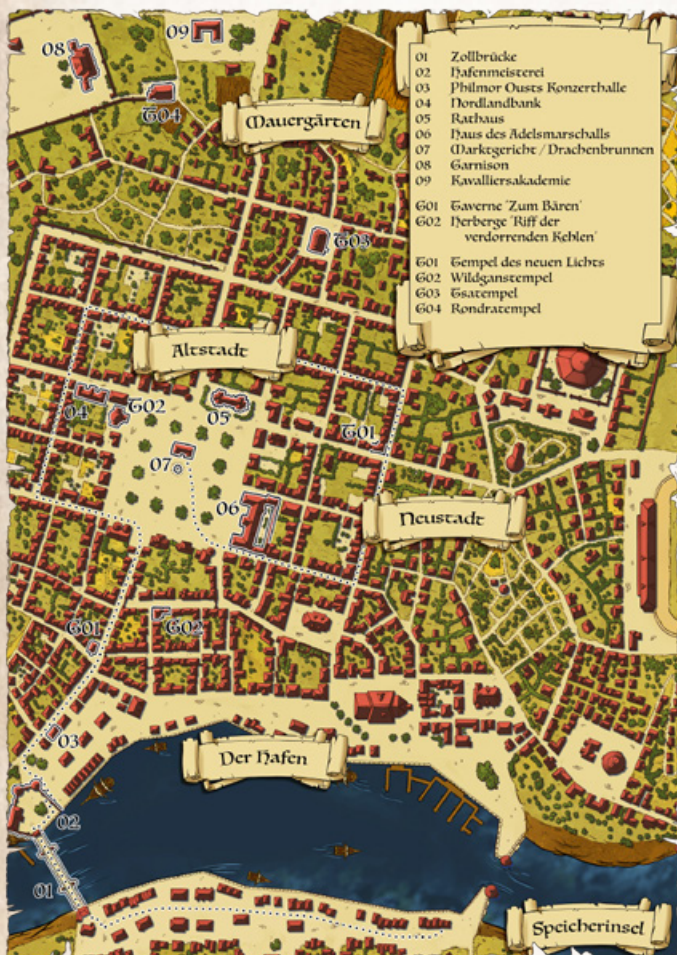 09
08
T04
Mauergärten
01 Zollbrücke
02 Hafenmeisterei
03 Philmor Ousts Konzerthalle
04 Nordlandbank
05 Rathaus
06 Haus des Adelsmarschalls
07 Marktgericht / Drachenbrunnen
08 Garnison
09 Kavalliersakademie
G01 Taverne 'Zum Bären'
G02 Herberge 'Riff der
verdorrenden Kehlen'
T01 Tempel des neuen Lichts
T02 Wildganstempel
T03 Tsatempel
T04 Rondratempel
T03
Altstadt
04
T02
05
T01
07
06
Neustadt
G01
G02
03
Der Hafen
02
01
Speicherinsel